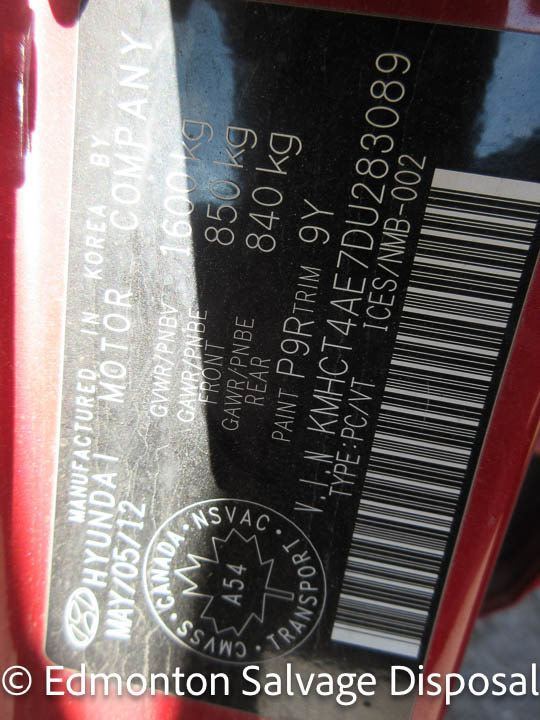 MANUFACTURED IN KOREA BY
HYUNDAI MOTOR COMPANY
MAY/05/12
GVWR/PNBV 1600 kg
GAWR/PNBE FRONT 850 kg
GAWR/PNBE REAR 840 kg
PAINT P9R TRIM 9Y
V.I.N KMHCT4AE7DU283089
TYPE:PC/VT ICES/NMB-002
CANADA · NSVAC · TRANSPORT · CMVSS
A54
© Edmonton Salvage Disposal